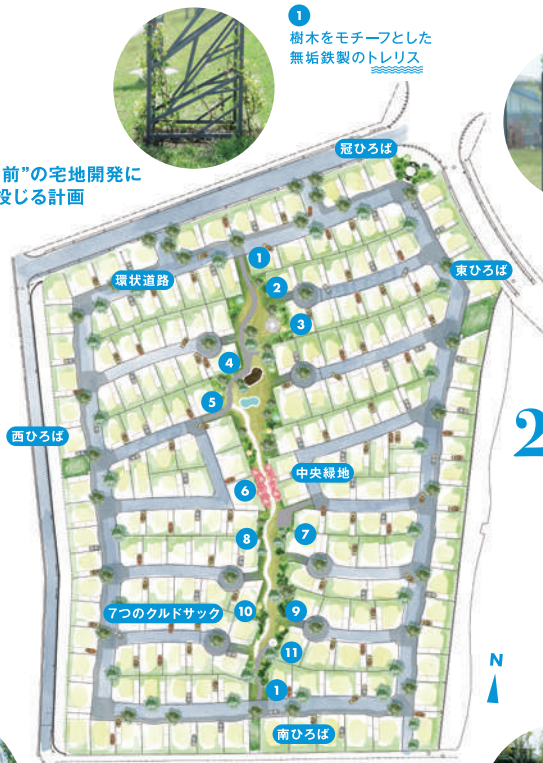 1
樹木をモチーフとした
無垢鉄製のトレリス
前”の宅地開発に
投じる計画
冠ひろば
1
環状道路
2
東ひろば
3
4
5
西ひろば
2
中央緑地
6
7
8
7つのクルドサック
10
9
11
N
1
南ひろば